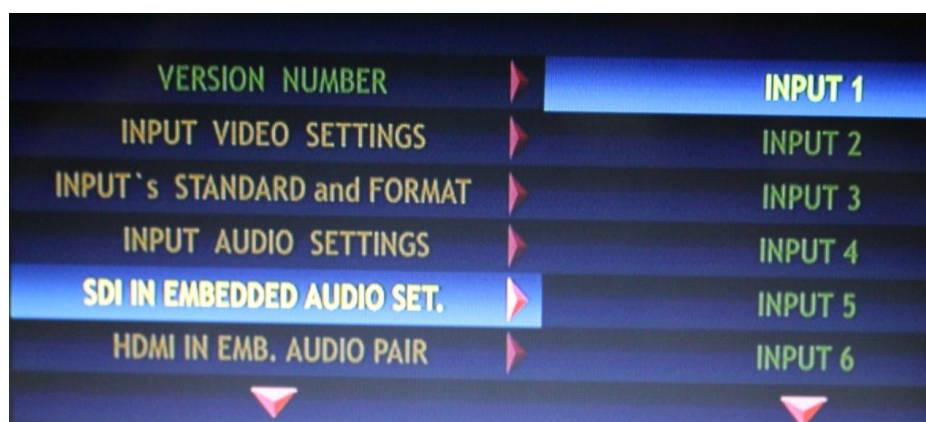 VERSION NUMBER
INPUT VIDEO SETTINGS
INPUT`s STANDARD and FORMAT
INPUT AUDIO SETTINGS
SDI IN EMBEDDED AUDIO SET.
HDMI IN EMB. AUDIO PAIR
INPUT 1
INPUT 2
INPUT 3
INPUT 4
INPUT 5
INPUT 6